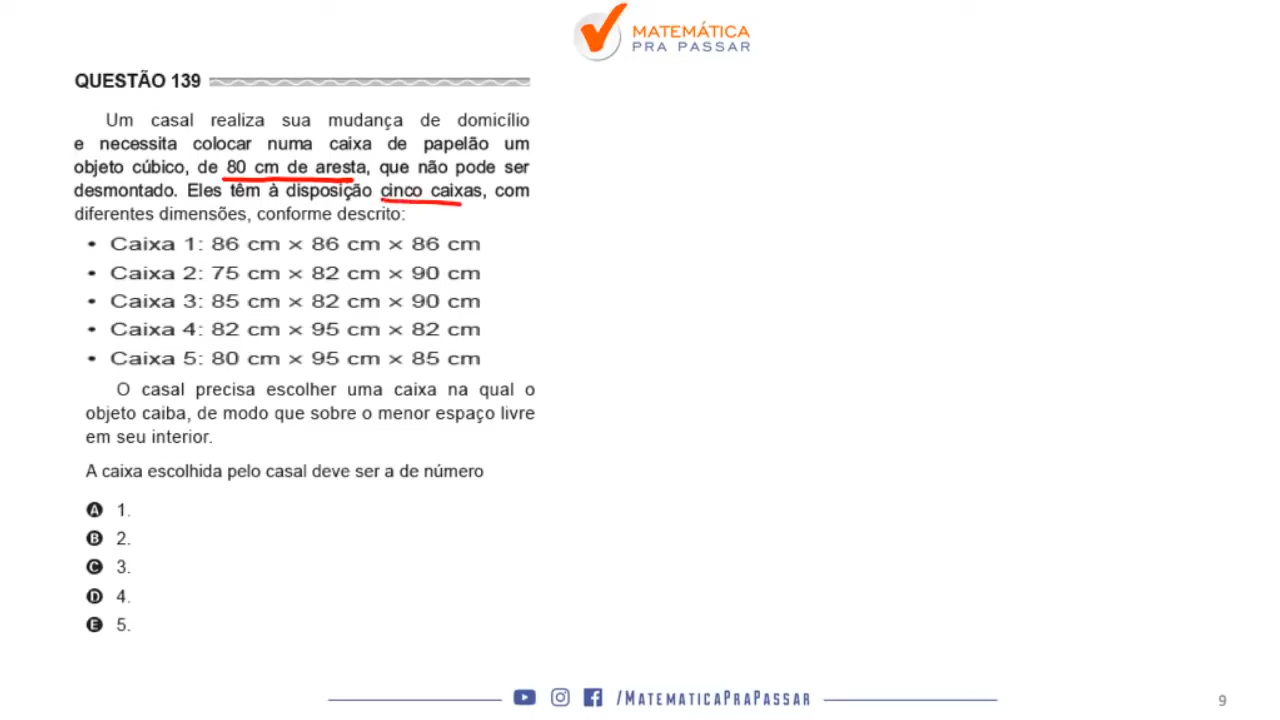 MATEMÁTICA
PRA PASSAR
QUESTÃO 139
Um casal realiza sua mudança de domicílio
e necessita colocar numa caixa de papelão um
objeto cúbico, de 80 cm de aresta, que não pode ser
desmontado. Eles têm à disposição cinco caixas, com
diferentes dimensões, conforme descrito:
• Caixa 1: 86 cm × 86 cm × 86 cm
• Caixa 2: 75 cm × 82 cm × 90 cm
• Caixa 3: 85 cm × 82 cm × 90 cm
• Caixa 4: 82 cm × 95 cm × 82 cm
• Caixa 5: 80 cm × 95 cm × 85 cm
O casal precisa escolher uma caixa na qual o
objeto caiba, de modo que sobre o menor espaço livre
em seu interior.
A caixa escolhida pelo casal deve ser a de número
A 1.
B 2.
C 3.
D 4.
E 5.
/MATEMATICAPRAPASSAR
9